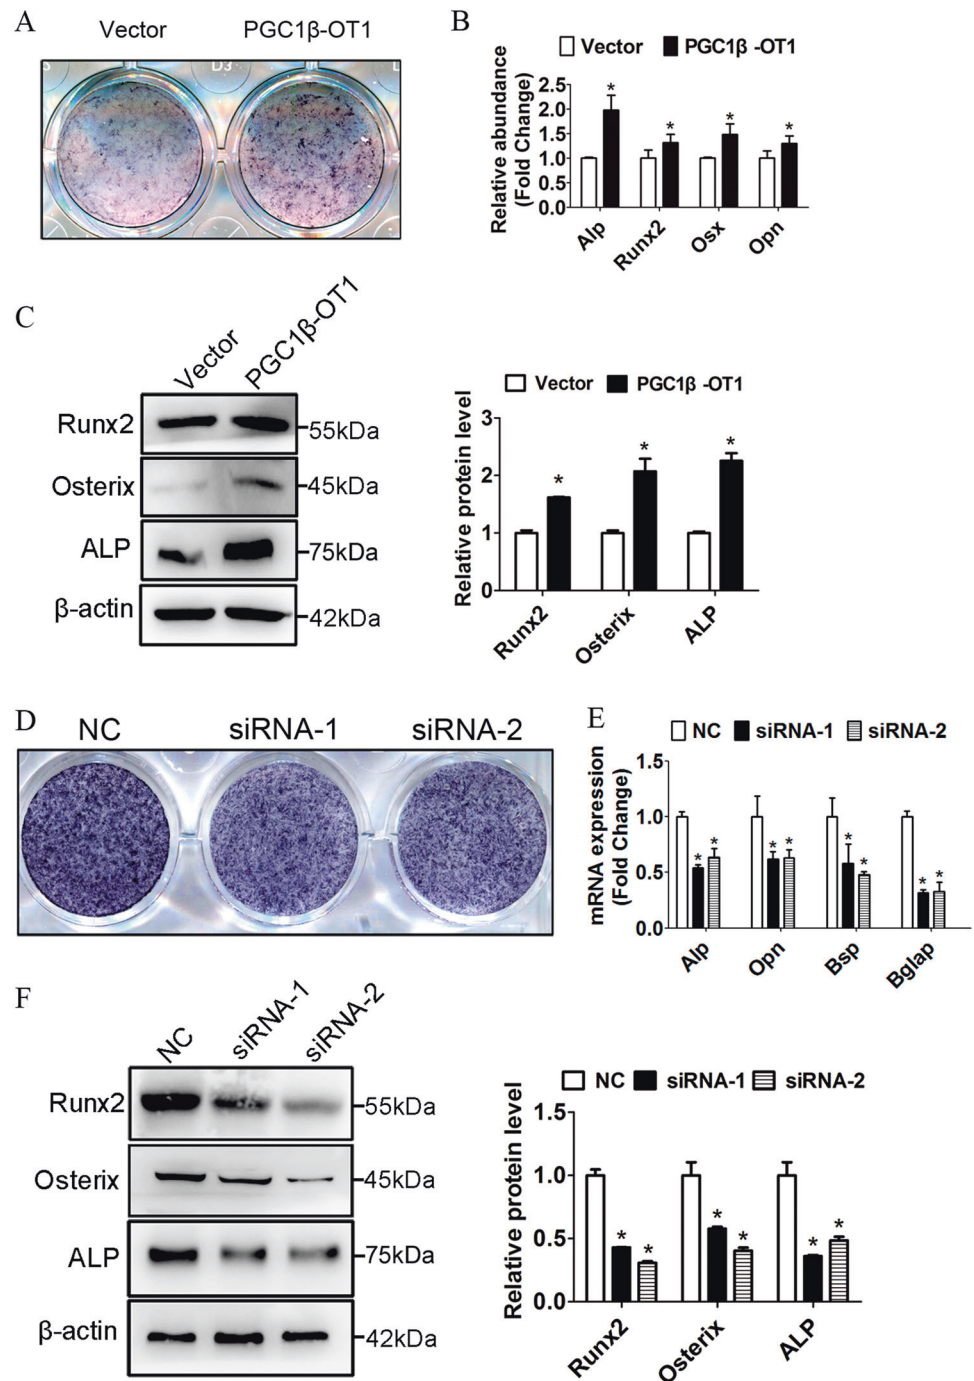 A
Vector PGC1β-OT1
D3
B
Vector PGC1β -OT1
Relative abundance
(Fold Change)
2.5
2.0
1.5
1.0
0.5
0.0
* * * *
Alp Runx2 Osx Opn
C
Vector PGC1β-OT1
Runx2 55kDa
Osterix 45kDa
ALP 75kDa
β-actin 42kDa
Vector PGC1β -OT1
Relative protein level
3
2
1
0
* * *
Runx2 Osterix ALP
D
NC siRNA-1 siRNA-2
E
NC siRNA-1 siRNA-2
mRNA expression
(Fold Change)
1.5
1.0
0.5
0.0
* * * * * * * *
Alp Opn Bsp Bglap
F
NC siRNA-1 siRNA-2
Runx2 55kDa
Osterix 45kDa
ALP 75kDa
β-actin 42kDa
NC siRNA-1 siRNA-2
Relative protein level
1.5
1.0
0.5
0.0
* * * * * *
Runx2 Osterix ALP